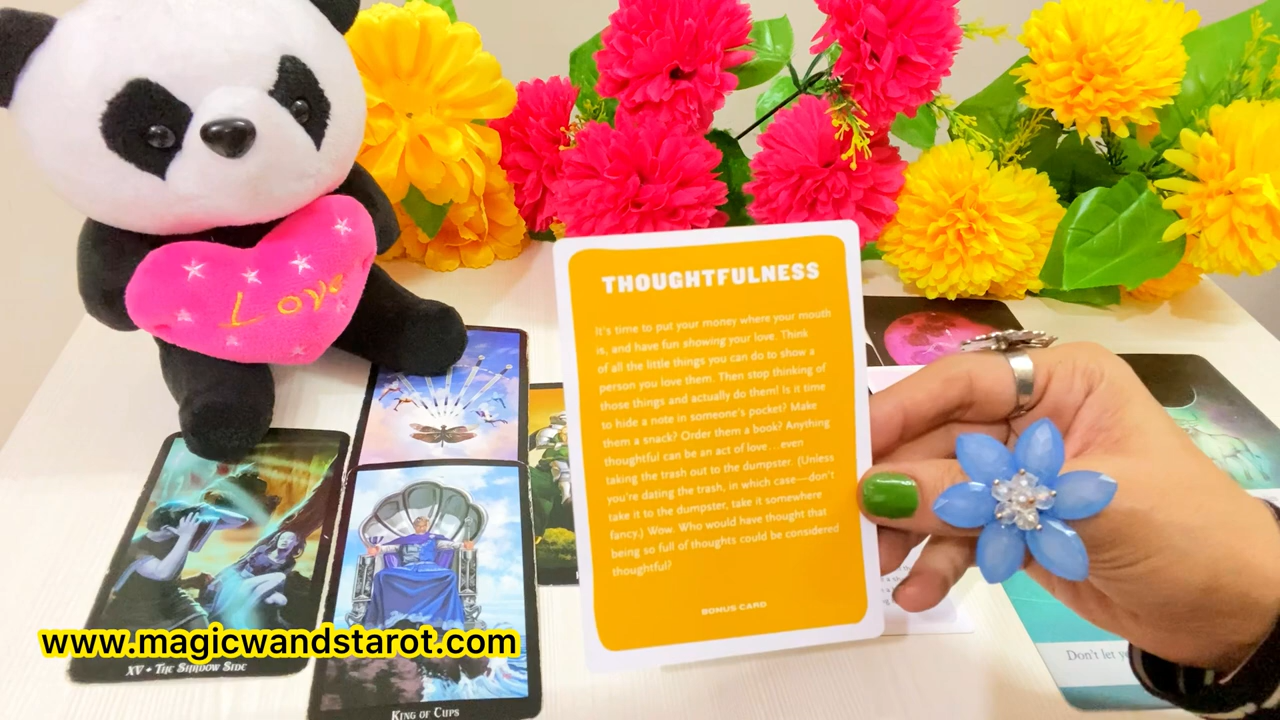 Love
THOUGHTFULNESS
It's time to put your money where your mouth
is, and have fun showing your love. Think
of all the little things you can do to show a
person you love them. Then stop thinking of
those things and actually do them! Is it time
to hide a note in someone's pocket? Make
them a snack? Order them a book? Anything
thoughtful can be an act of love...even
taking the trash out to the dumpster. (Unless
you're dating the trash, in which case—don't
take it to the dumpster, take it somewhere
fancy.) Wow. Who would have thought that
being so full of thoughts could be considered
thoughtful?
BONUS CARD
www.magicwandstarot.com
XV • The Shadow Side
King of Cups
Don't let